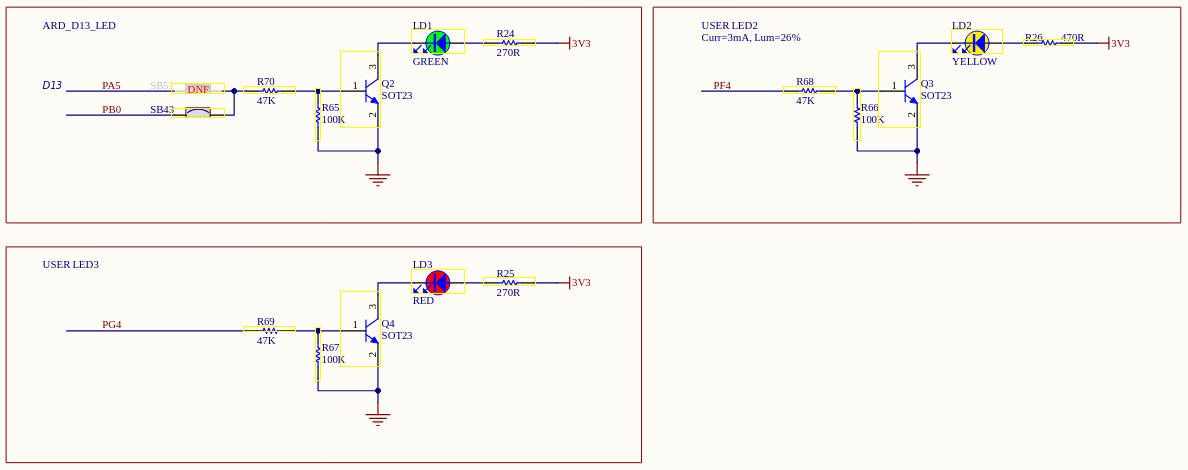 ARD_D13_LED
LD1
GREEN
R24
270R
3V3
D13
PA5
SB51
DNF
PB0
SB43
R70
47K
R65
100K
1
3
2
Q2
SOT23
USER LED2
Curr=3mA, Lum=26%
LD2
YELLOW
R26
470R
3V3
PF4
R68
47K
R66
100K
1
3
2
Q3
SOT23
USER LED3
LD3
RED
R25
270R
3V3
PG4
R69
47K
R67
100K
1
3
2
Q4
SOT23